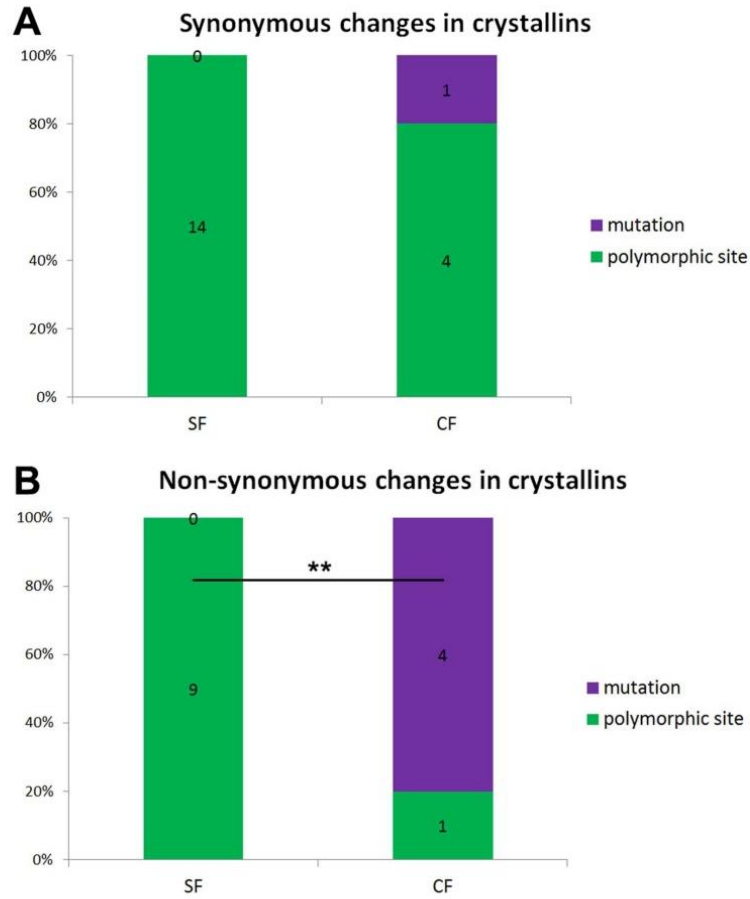 A
Synonymous changes in crystallins
100%
80%
60%
40%
20%
0%
0
14
1
4
SF
CF
mutation
polymorphic site
B
Non-synonymous changes in crystallins
100%
80%
60%
40%
20%
0%
0
9
**
4
1
SF
CF
mutation
polymorphic site